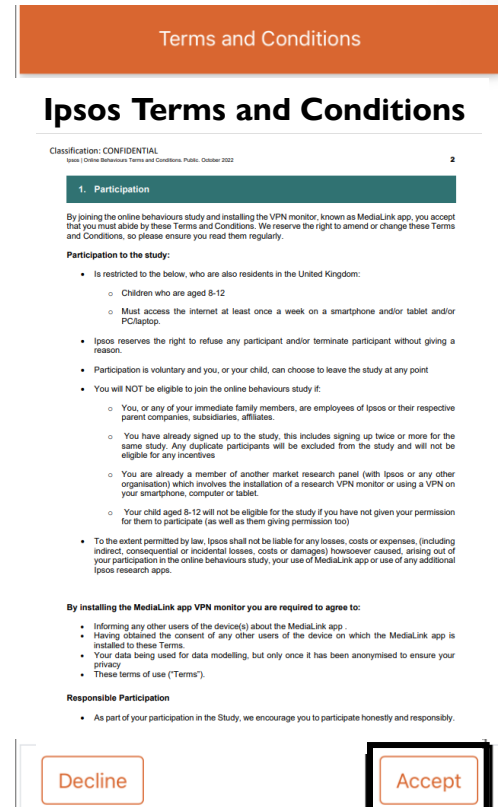 Terms and Conditions
Ipsos Terms and Conditions
Classification: CONFIDENTIAL
Ipsos | Online Behaviours Terms and Conditions. Public. October 2022
2
1. Participation
By joining the online behaviours study and installing the VPN monitor, known as MediaLink app, you accept
that you must abide by these Terms and Conditions. We reserve the right to amend or change these Terms
and Conditions, so please ensure you read them regularly.
Participation to the study:
• Is restricted to the below, who are also residents in the United Kingdom:
○ Children who are aged 8-12
○ Must access the internet at least once a week on a smartphone and/or tablet and/or
PC/laptop.
• Ipsos reserves the right to refuse any participant and/or terminate participant without giving a
reason.
• Participation is voluntary and you, or your child, can choose to leave the study at any point
• You will NOT be eligible to join the online behaviours study if:
○ You, or any of your immediate family members, are employees of Ipsos or their respective
parent companies, subsidiaries, affiliates.
○ You have already signed up to the study, this includes signing up twice or more for the
same study. Any duplicate participants will be excluded from the study and will not be
eligible for any incentives
○ You are already a member of another market research panel (with Ipsos or any other
organisation) which involves the installation of a research VPN monitor or using a VPN on
your smartphone, computer or tablet.
○ Your child aged 8-12 will not be eligible for the study if you have not given your permission
for them to participate (as well as them giving permission too)
• To the extent permitted by law, Ipsos shall not be liable for any losses, costs or expenses, (including
indirect, consequential or incidental losses, costs or damages) howsoever caused, arising out of
your participation in the online behaviours study, your use of MediaLink app or use of any additional
Ipsos research apps.
By installing the MediaLink app VPN monitor you are required to agree to:
• Informing any other users of the device(s) about the MediaLink app .
• Having obtained the consent of any other users of the device on which the MediaLink app is
installed to these Terms.
• Your data being used for data modelling, but only once it has been anonymised to ensure your
privacy
• These terms of use ("Terms").
Responsible Participation
• As part of your participation in the Study, we encourage you to participate honestly and responsibly.
Decline
Accept